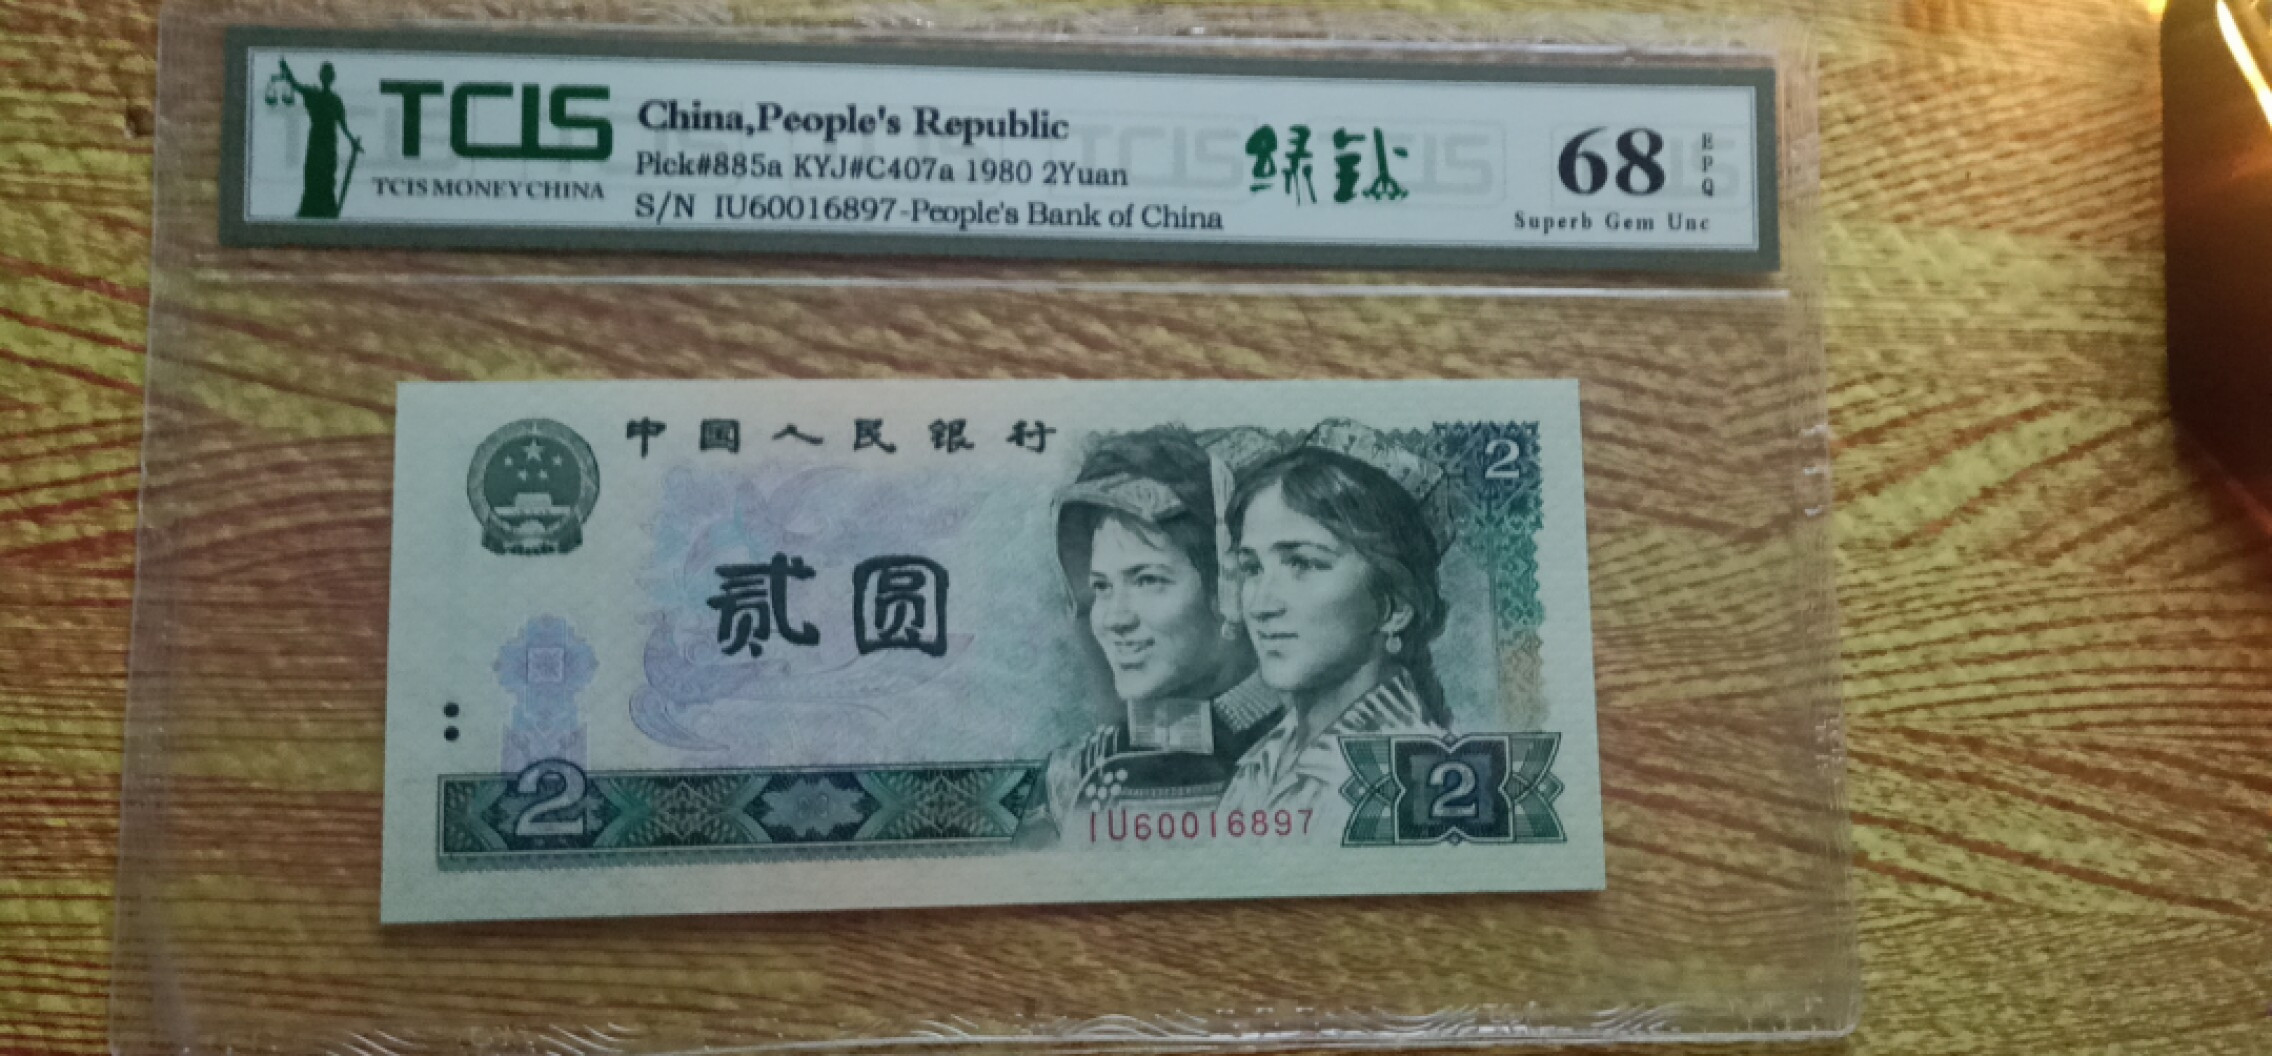 TCIS
TCIS MONEY CHINA
China,People's Republic
Pick#885a KYJ#C407a 1980 2Yuan
S/N IU60016897-People's Bank of China
绿钞
68
EPQ
Superb Gem Unc
中国人民银行
2
贰圆
2
2
IU60016897